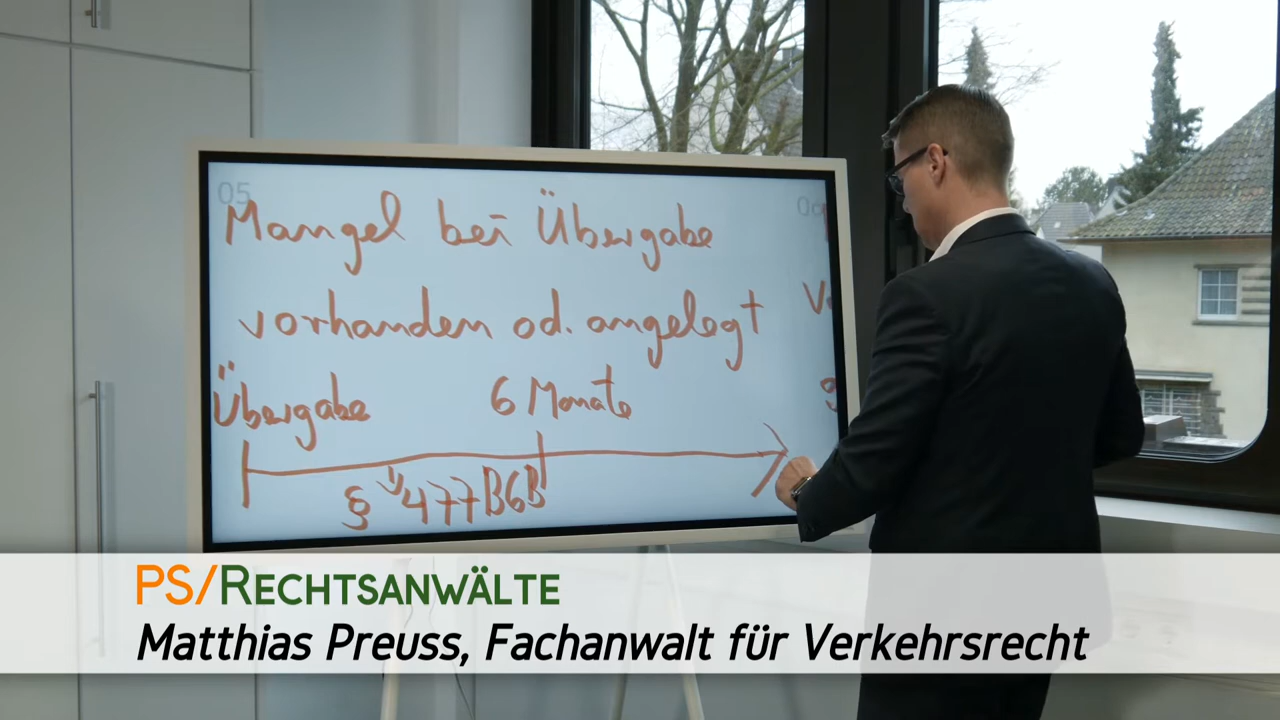 05
Mangel bei Übergabe
vorhanden od. angelegt
Übergabe 6 Monate
§ 477 BGB
PS/RECHTSANWÄLTE
Matthias Preuss, Fachanwalt für Verkehrsrecht